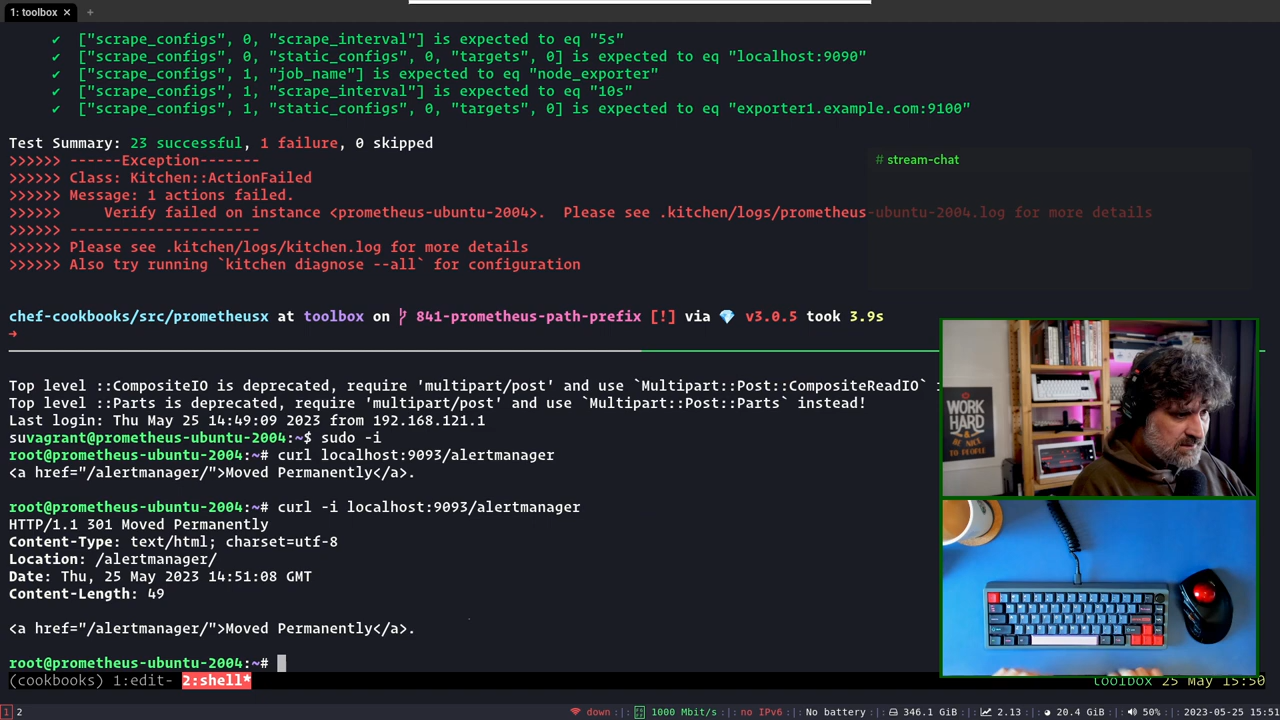 1: toolbox ×
✔ ["scrape_configs", 0, "scrape_interval"] is expected to eq "5s"
✔ ["scrape_configs", 0, "static_configs", 0, "targets", 0] is expected to eq "localhost:9090"
✔ ["scrape_configs", 1, "job_name"] is expected to eq "node_exporter"
✔ ["scrape_configs", 1, "scrape_interval"] is expected to eq "10s"
✔ ["scrape_configs", 1, "static_configs", 0, "targets", 0] is expected to eq "exporter1.example.com:9100"
Test Summary: 23 successful, 1 failure, 0 skipped
>>>>>> ------Exception-------
# stream-chat
>>>>>> Class: Kitchen::ActionFailed
>>>>>> Message: 1 actions failed.
>>>>>>     Verify failed on instance <prometheus-ubuntu-2004>.  Please see .kitchen/logs/prometheus-ubuntu-2004.log for more details
>>>>>> ----------------------
>>>>>> Please see .kitchen/logs/kitchen.log for more details
>>>>>> Also try running `kitchen diagnose --all` for configuration
chef-cookbooks/src/prometheusx at toolbox on 841-prometheus-path-prefix [!] via 💎 v3.0.5 took 3.9s
→
Top level ::CompositeIO is deprecated, require 'multipart/post' and use `Multipart::Post::CompositeReadIO`
Top level ::Parts is deprecated, require 'multipart/post' and use `Multipart::Post::Parts` instead!
Last login: Thu May 25 14:49:09 2023 from 192.168.121.1
suvagrant@prometheus-ubuntu-2004:~$ sudo -i
root@prometheus-ubuntu-2004:~# curl localhost:9093/alertmanager
<a href="/alertmanager/">Moved Permanently</a>.
root@prometheus-ubuntu-2004:~# curl -i localhost:9093/alertmanager
HTTP/1.1 301 Moved Permanently
Content-Type: text/html; charset=utf-8
Location: /alertmanager/
Date: Thu, 25 May 2023 14:51:08 GMT
Content-Length: 49
<a href="/alertmanager/">Moved Permanently</a>.
root@prometheus-ubuntu-2004:~#
WORK
HARD
& BE NICE
TO PEOPLE
(cookbooks) 1:edit- 2:shell*
toolbox 25 May 15:50
1 2
down :|: 1000 Mbit/s :|: no IPv6 :|: No battery :|: 346.1 GiB :|: 2.13 :|: 20.4 GiB :|: 50% :|: 2023-05-25 15:51